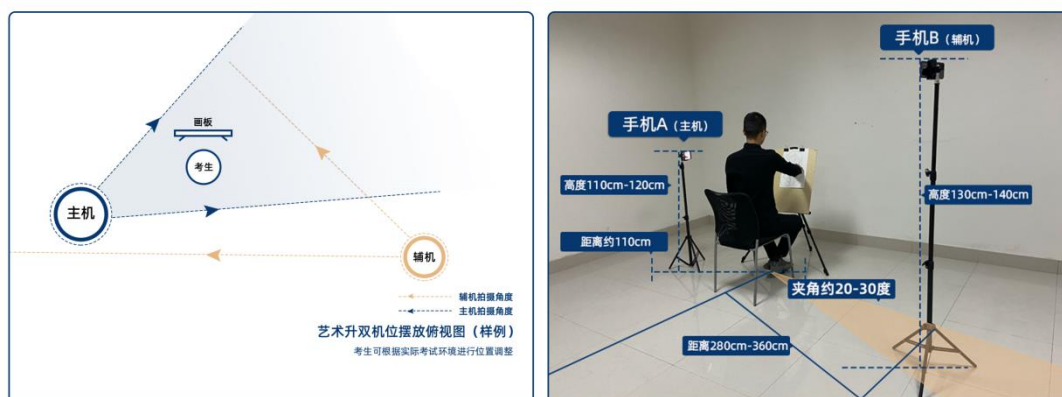 画板
考生
主机
辅机
辅机拍摄角度
主机拍摄角度
艺术升双机位摆放俯视图（样例）
考生可根据实际考试环境进行位置调整
手机B（辅机）
手机A（主机）
高度110cm-120cm
高度130cm-140cm
距离约110cm
夹角约20-30度
距离280cm-360cm